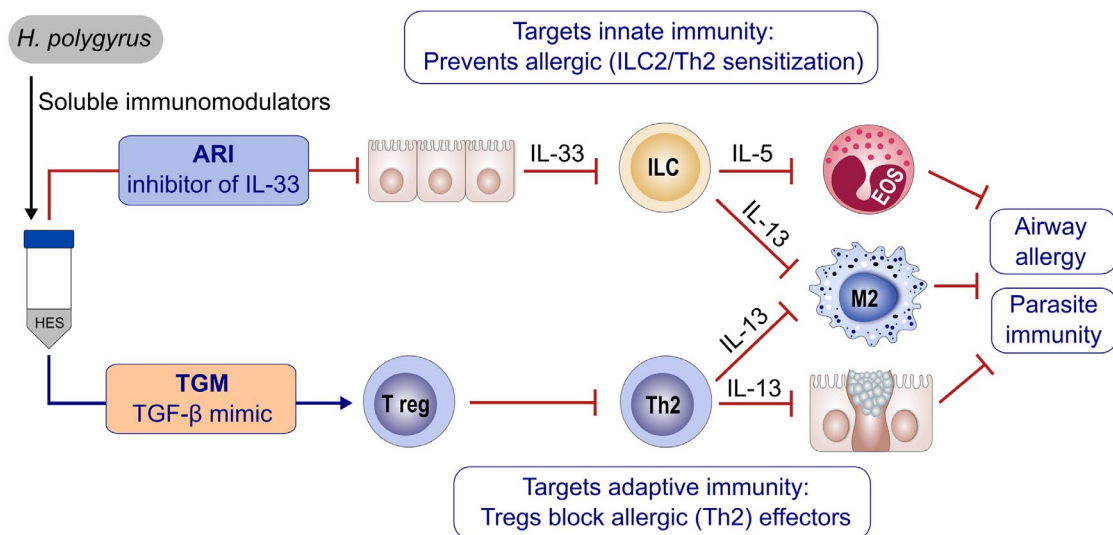 H. polygyrus
Targets innate immunity:
Prevents allergic (ILC2/Th2 sensitization)
Soluble immunomodulators
ARI
inhibitor of IL-33
IL-33
ILC
IL-5
EOS
IL-13
Airway
allergy
HES
M2
Parasite
immunity
IL-13
TGM
TGF-β mimic
T reg
Th2
IL-13
Targets adaptive immunity:
Tregs block allergic (Th2) effectors